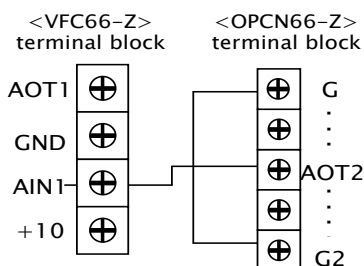 <VFC66-Z> <OPCN66-Z>
terminal block terminal block
AOT1 G
GND
AIN1 AOT2
+10
G2